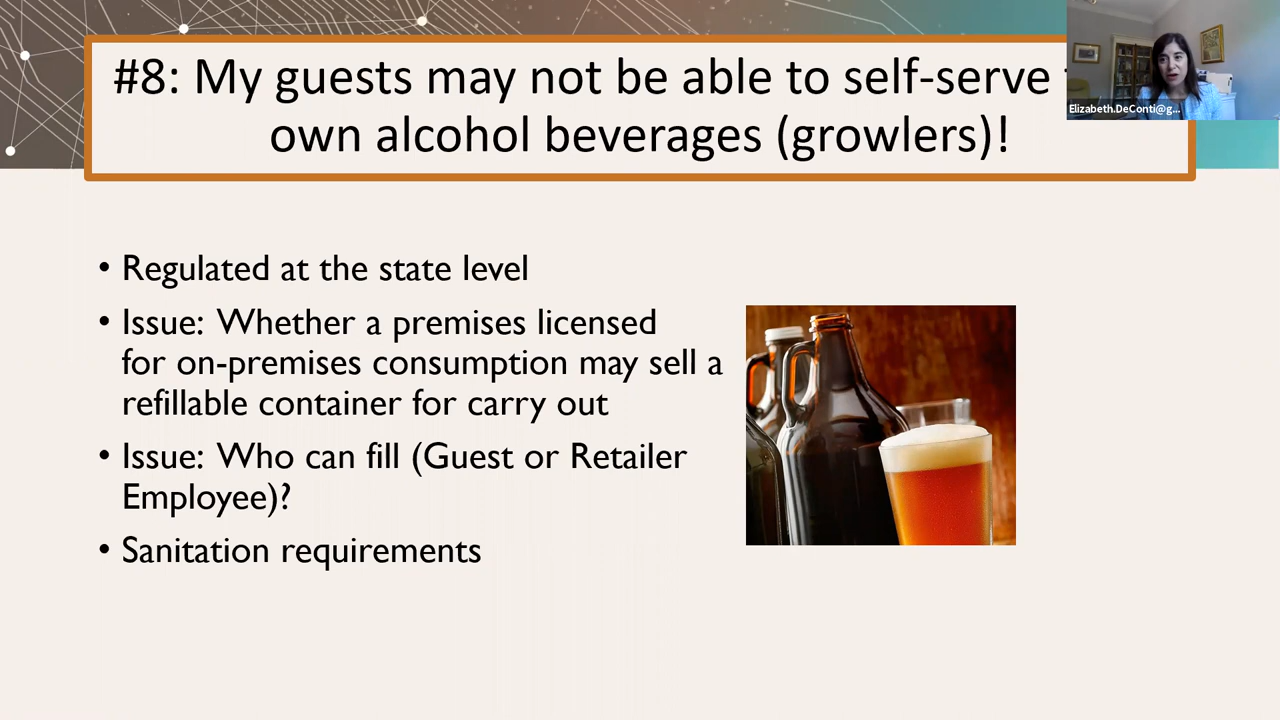 #8: My guests may not be able to self-serve
own alcohol beverages (growlers)!
Elizabeth.DeConti@g...
• Regulated at the state level
• Issue: Whether a premises licensed
for on-premises consumption may sell a
refillable container for carry out
• Issue: Who can fill (Guest or Retailer
Employee)?
• Sanitation requirements